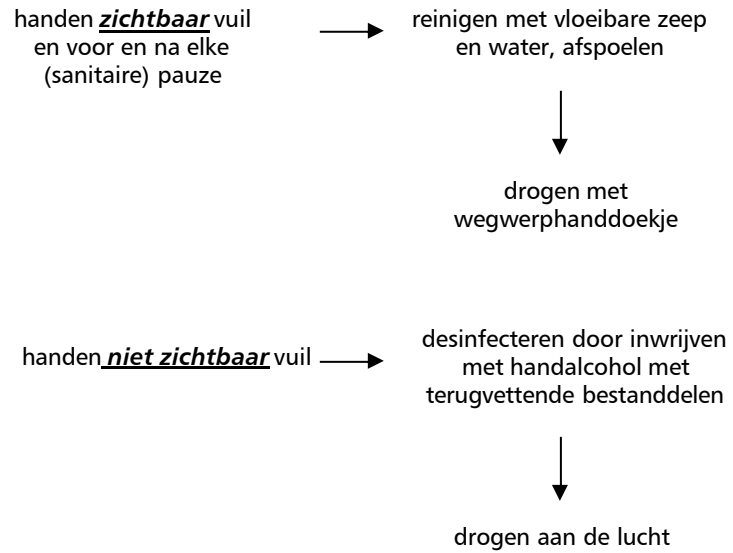 handen zichtbaar vuil
en voor en na elke
(sanitaire) pauze
reinigen met vloeibare zeep
en water, afspoelen
drogen met
wegwerphanddoekje
handen niet zichtbaar vuil
desinfecteren door inwrijven
met handalcohol met
terugvettende bestanddelen
drogen aan de lucht